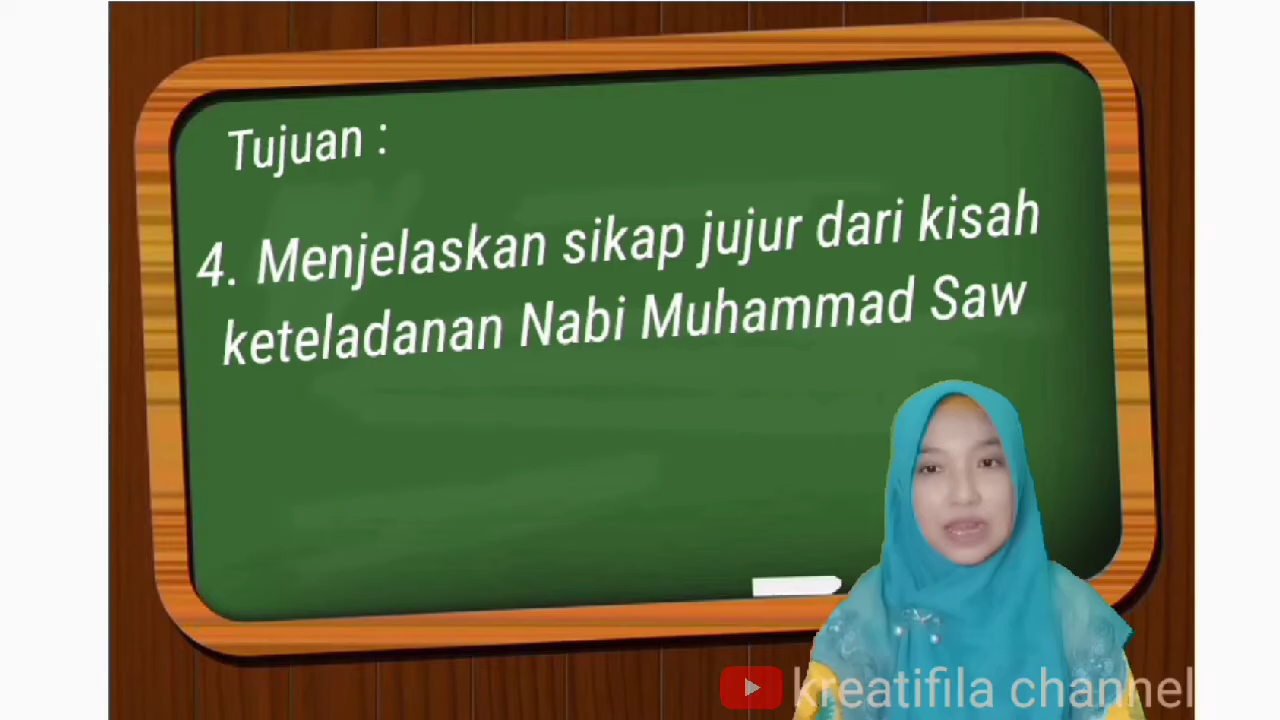 Tujuan :
4. Menjelaskan sikap jujur dari kisah
keteladanan Nabi Muhammad Saw
kreatifila channel